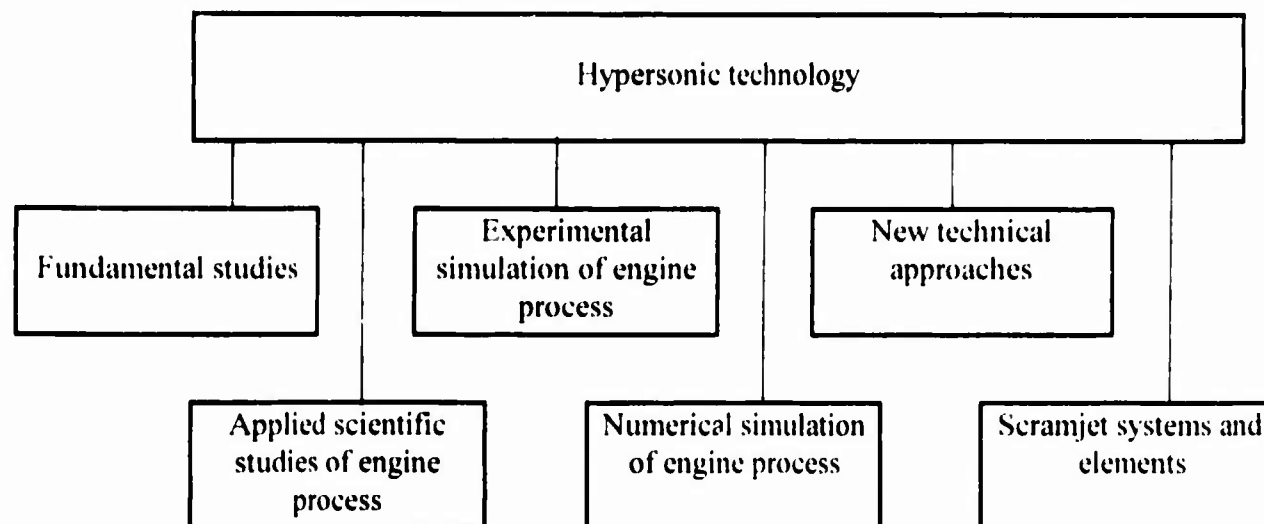 Hypersonic technology
Fundamental studies
Experimental
simulation of engine
process
New technical
approaches
Applied scientific
studies of engine
process
Numerical simulation
of engine process
Scramjet systems and
elements